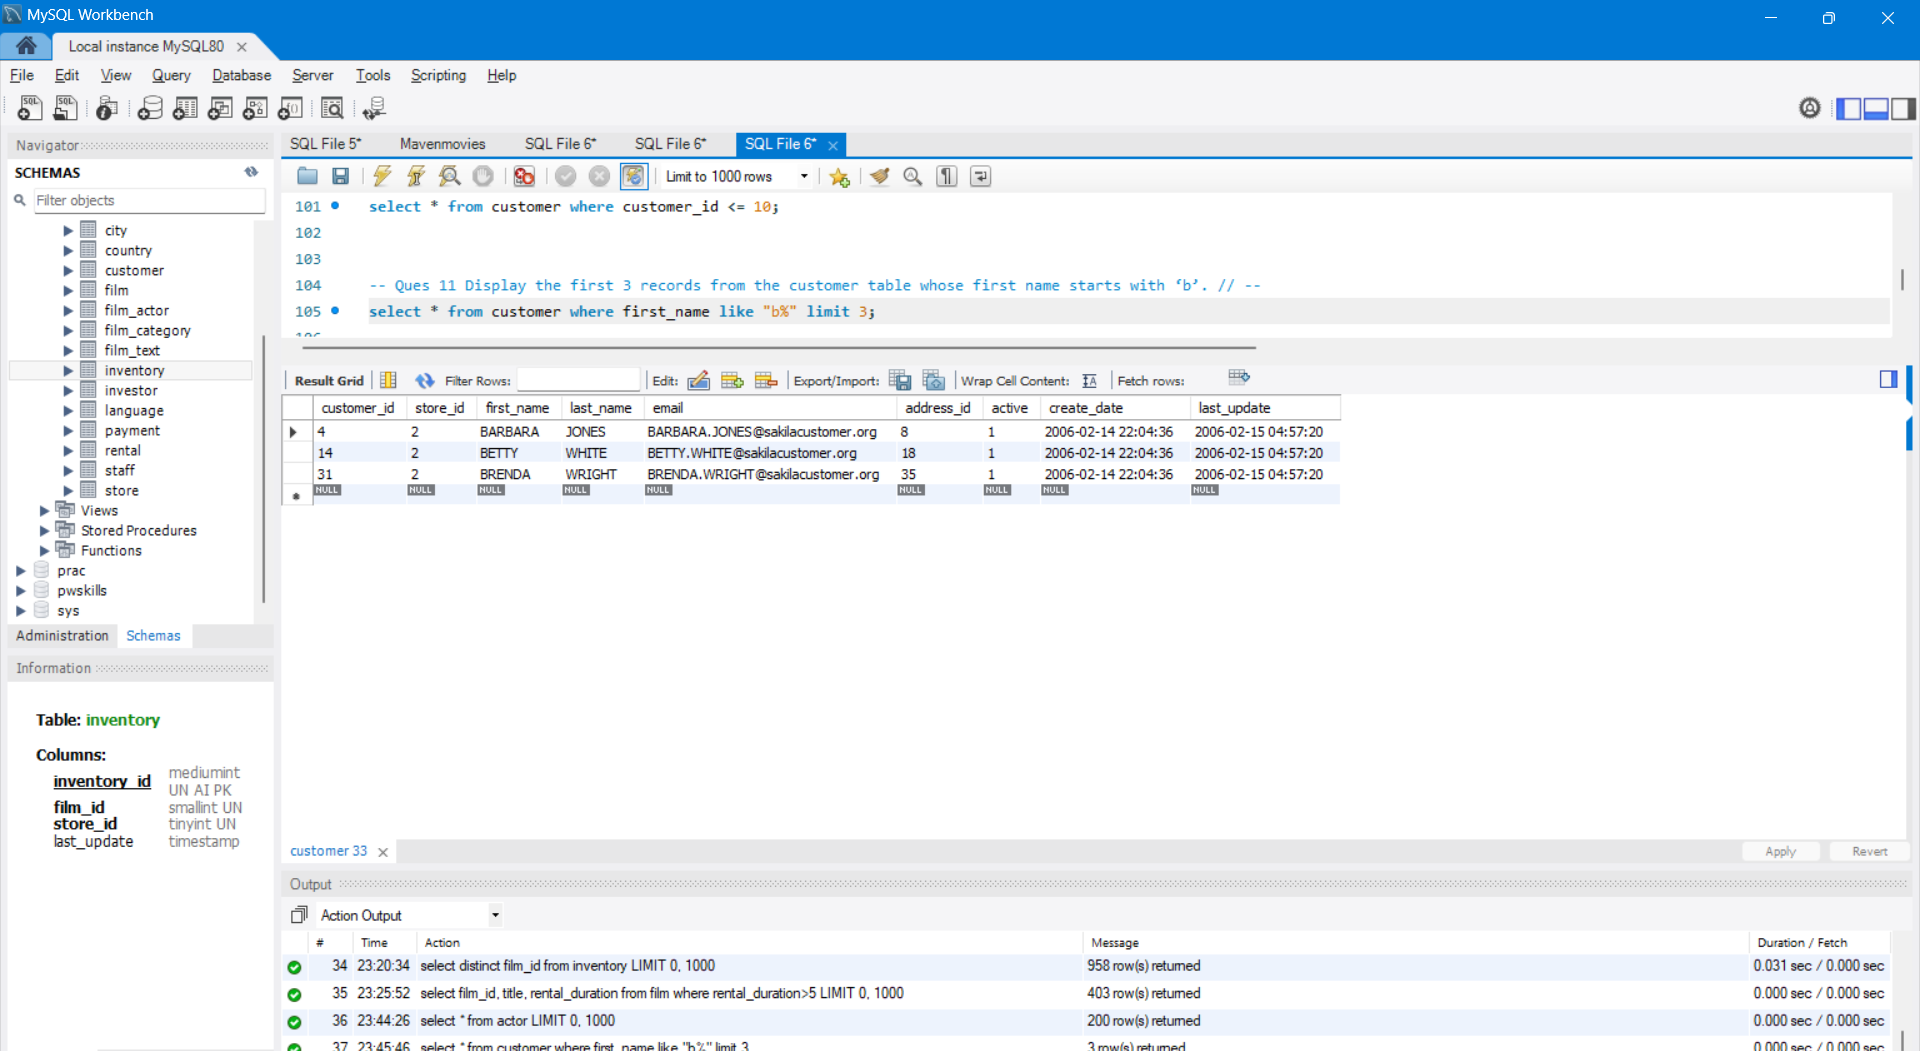 MySQL Workbench
Local instance MySQL80
File Edit View Query Database Server Tools Scripting Help
Navigator
SCHEMAS
Filter objects
city
country
customer
film
film_actor
film_category
film_text
inventory
investor
language
payment
rental
staff
store
Views
Stored Procedures
Functions
prac
pwskills
sys
Administration Schemas
Information
Table: inventory
Columns:
inventory_id mediumint UN AI PK
film_id smallint UN
store_id tinyint UN
last_update timestamp
SQL File 5* Mavenmovies SQL File 6* SQL File 6* SQL File 6*
Limit to 1000 rows
101 select * from customer where customer_id <= 10;
102
103
104 -- Ques 11 Display the first 3 records from the customer table whose first name starts with ‘b’. // --
105 select * from customer where first_name like "b%" limit 3;
106
Result Grid Filter Rows: Edit: Export/Import: Wrap Cell Content: Fetch rows:
customer_id store_id first_name last_name email address_id active create_date last_update
4 2 BARBARA JONES BARBARA.JONES@sakilacustomer.org 8 1 2006-02-14 22:04:36 2006-02-15 04:57:20
14 2 BETTY WHITE BETTY.WHITE@sakilacustomer.org 18 1 2006-02-14 22:04:36 2006-02-15 04:57:20
31 2 BRENDA WRIGHT BRENDA.WRIGHT@sakilacustomer.org 35 1 2006-02-14 22:04:36 2006-02-15 04:57:20
NULL NULL NULL NULL NULL NULL NULL NULL NULL
customer 33 Apply Revert
Output
Action Output
# Time Action Message Duration / Fetch
34 23:20:34 select distinct film_id from inventory LIMIT 0, 1000 958 row(s) returned 0.031 sec / 0.000 sec
35 23:25:52 select film_id, title, rental_duration from film where rental_duration>5 LIMIT 0, 1000 403 row(s) returned 0.000 sec / 0.000 sec
36 23:44:26 select * from actor LIMIT 0, 1000 200 row(s) returned 0.000 sec / 0.000 sec
37 23:45:46 select * from customer where first_name like "b%" limit 3 3 row(s) returned 0.000 sec / 0.000 sec